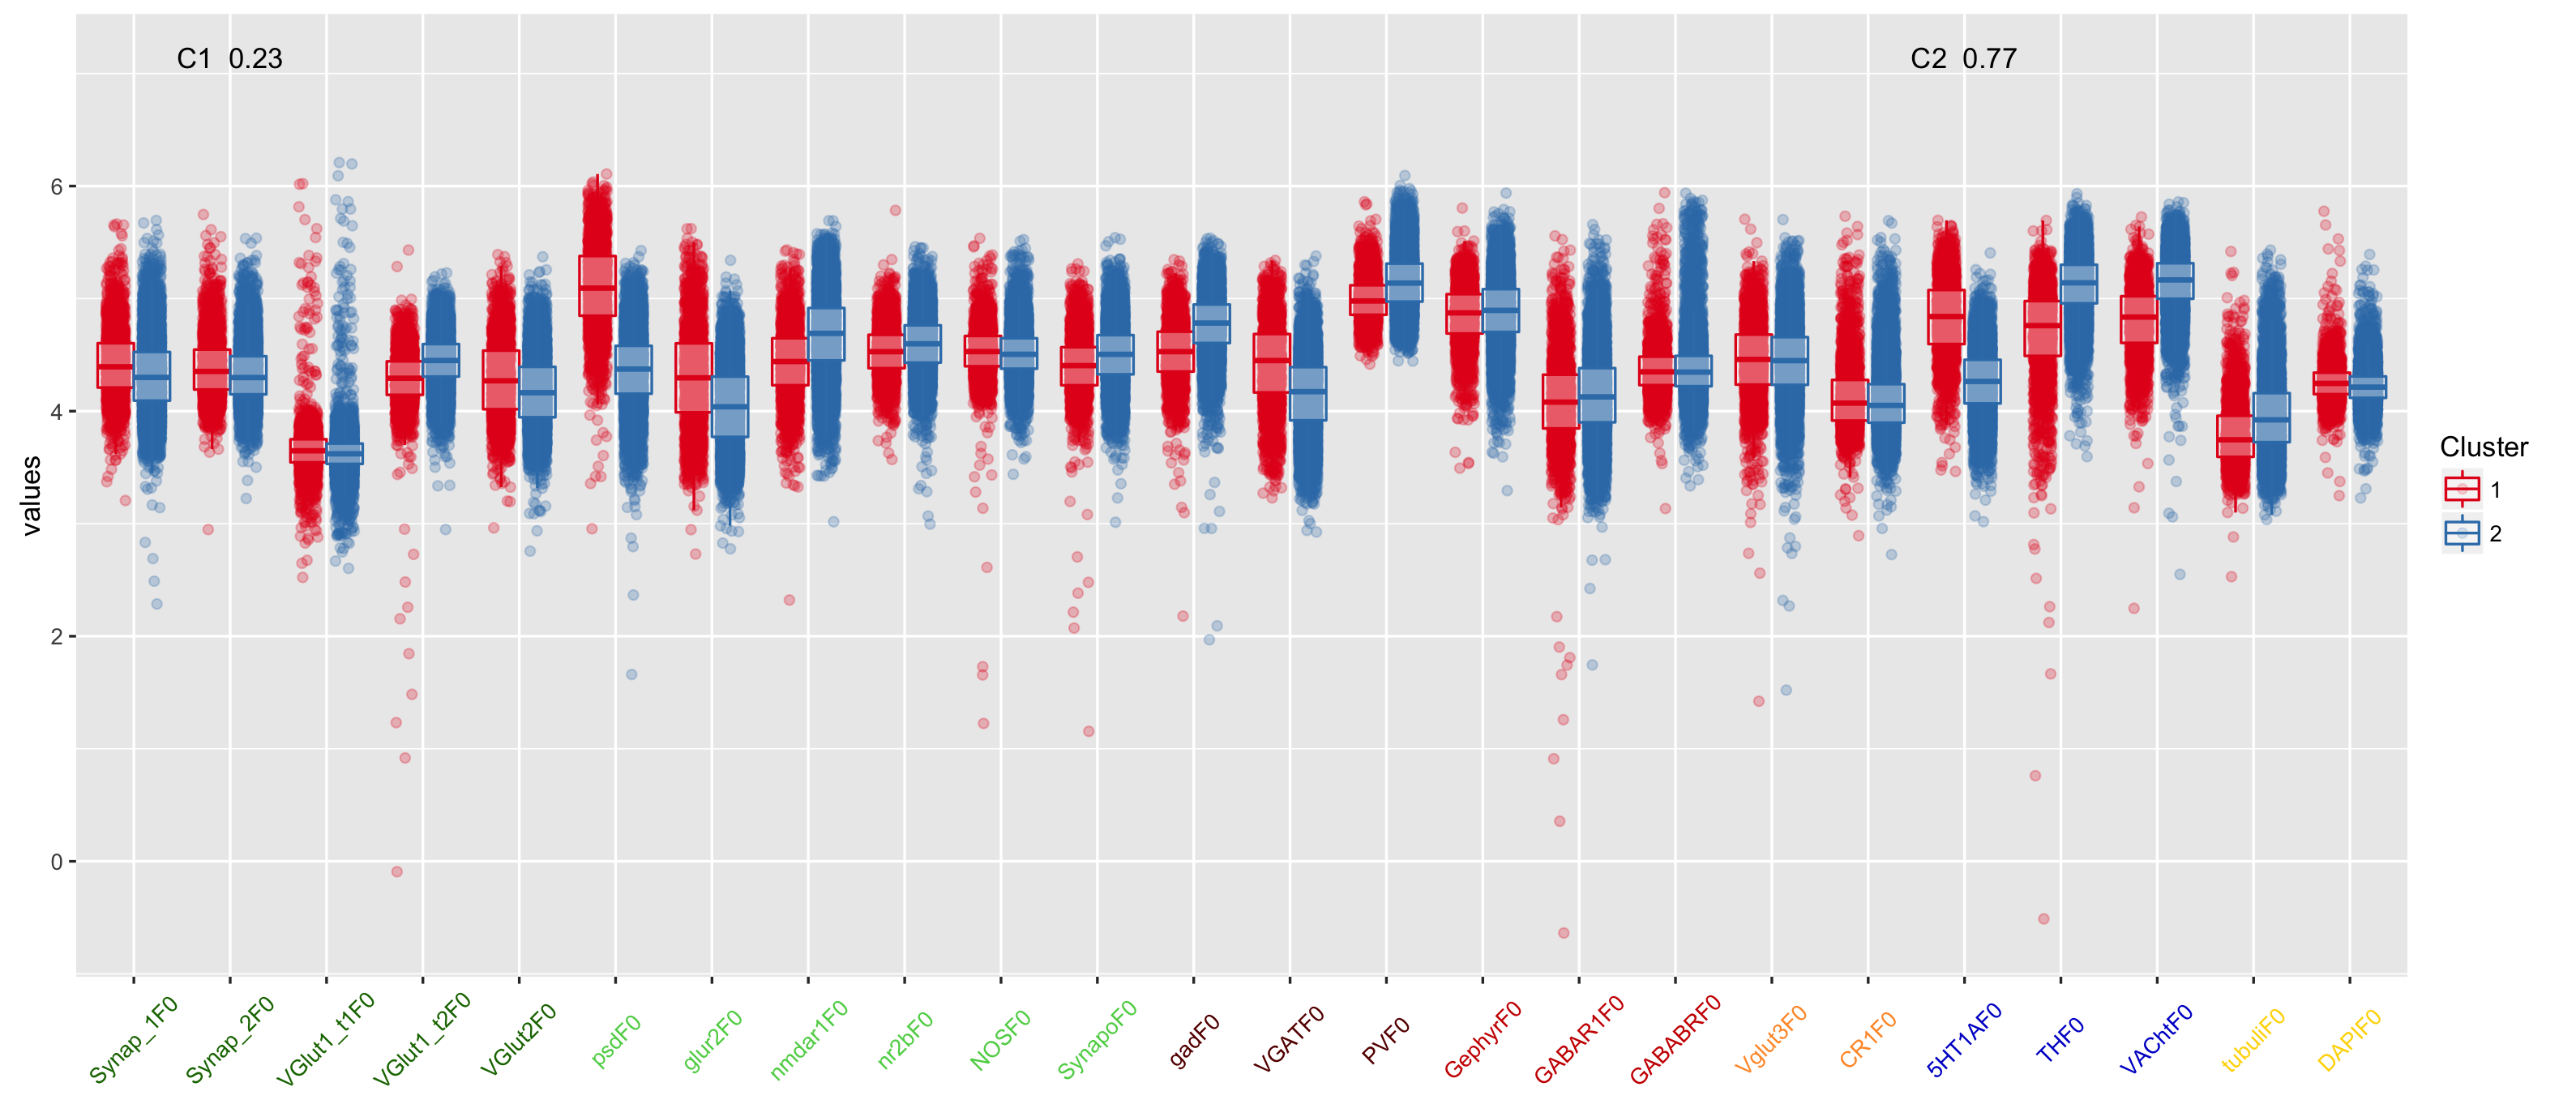 C1 0.23
C2 0.77
values
6
4
2
0
Synap_1F0
Synap_2F0
VGlut1_t1F0
VGlut1_t2F0
VGlut2F0
psdF0
glur2F0
nmdar1F0
nr2bF0
NOSF0
SynapoF0
gadF0
VGATF0
PVF0
GephyrF0
GABAR1F0
GABABRF0
Vglut3F0
CR1F0
5HT1AF0
THF0
VAChtF0
tubuliF0
DAPIF0
Cluster
1
2